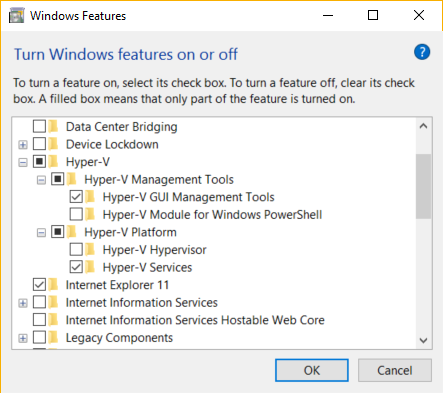 Windows Features
Turn Windows features on or off
?
To turn a feature on, select its check box. To turn a feature off, clear its check
box. A filled box means that only part of the feature is turned on.
Data Center Bridging
Device Lockdown
Hyper-V
Hyper-V Management Tools
Hyper-V GUI Management Tools
Hyper-V Module for Windows PowerShell
Hyper-V Platform
Hyper-V Hypervisor
Hyper-V Services
Internet Explorer 11
Internet Information Services
Internet Information Services Hostable Web Core
Legacy Components
OK Cancel